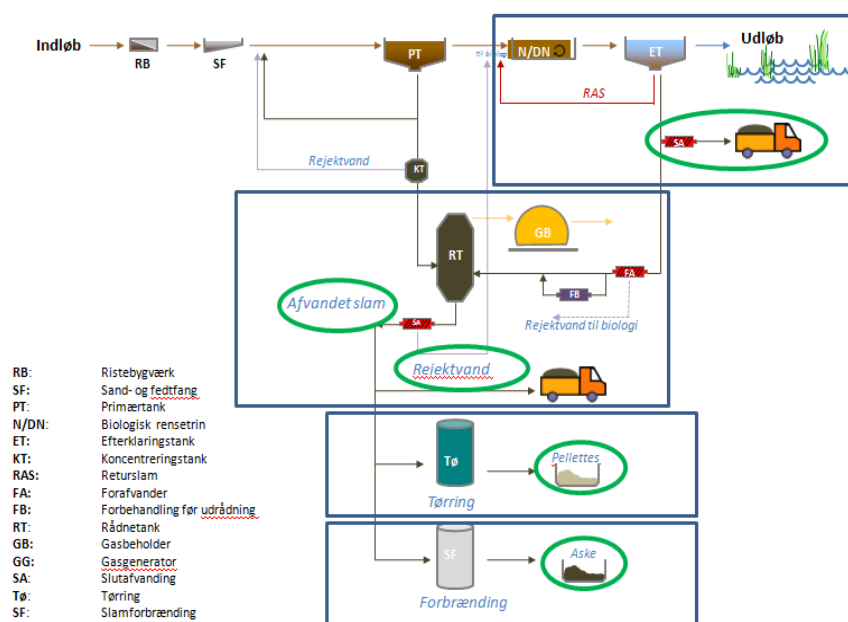 Indløb
RB
SF
PT
til biologi
N/DN
ET
Udløb
RAS
SA
Rejektvand
KT
GB
RT
FA
FB
Afvandet slam
SA
Rejektvand til biologi
Rejektvand
Tø
Pellettes
Tørring
SF
Aske
Forbrænding
RB: Ristebygværk
SF: Sand- og fedtfang
PT: Primærtank
N/DN: Biologisk rensetrin
ET: Efterklaringstank
KT: Koncentreringstank
RAS: Returslam
FA: Forafvander
FB: Forbehandling før udrådning
RT: Rådnetank
GB: Gasbeholder
GG: Gasgenerator
SA: Slutafvanding
Tø: Tørring
SF: Slamforbrænding